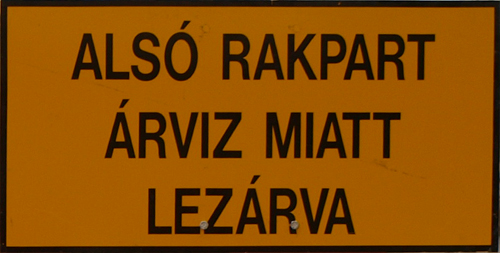 ALSÓ RAKPART
ÁRVIZ MIATT
LEZÁRVA